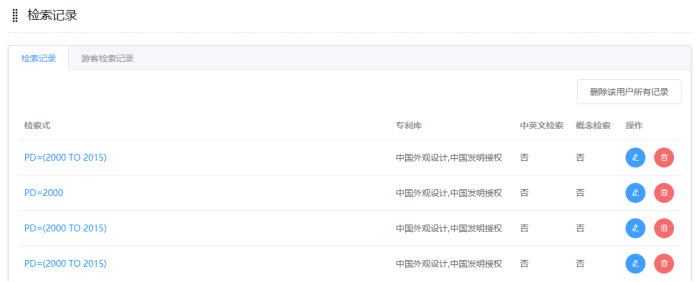 检索记录
检索记录 游客检索记录
删除该用户所有记录
检索式 专利库 中英文检索 概念检索 操作
PD=(2000 TO 2015) 中国外观设计,中国发明授权 否 否
PD=2000 中国外观设计,中国发明授权 否 否
PD=(2000 TO 2015) 中国外观设计,中国发明授权 否 否
PD=(2000 TO 2015) 中国外观设计,中国发明授权 否 否